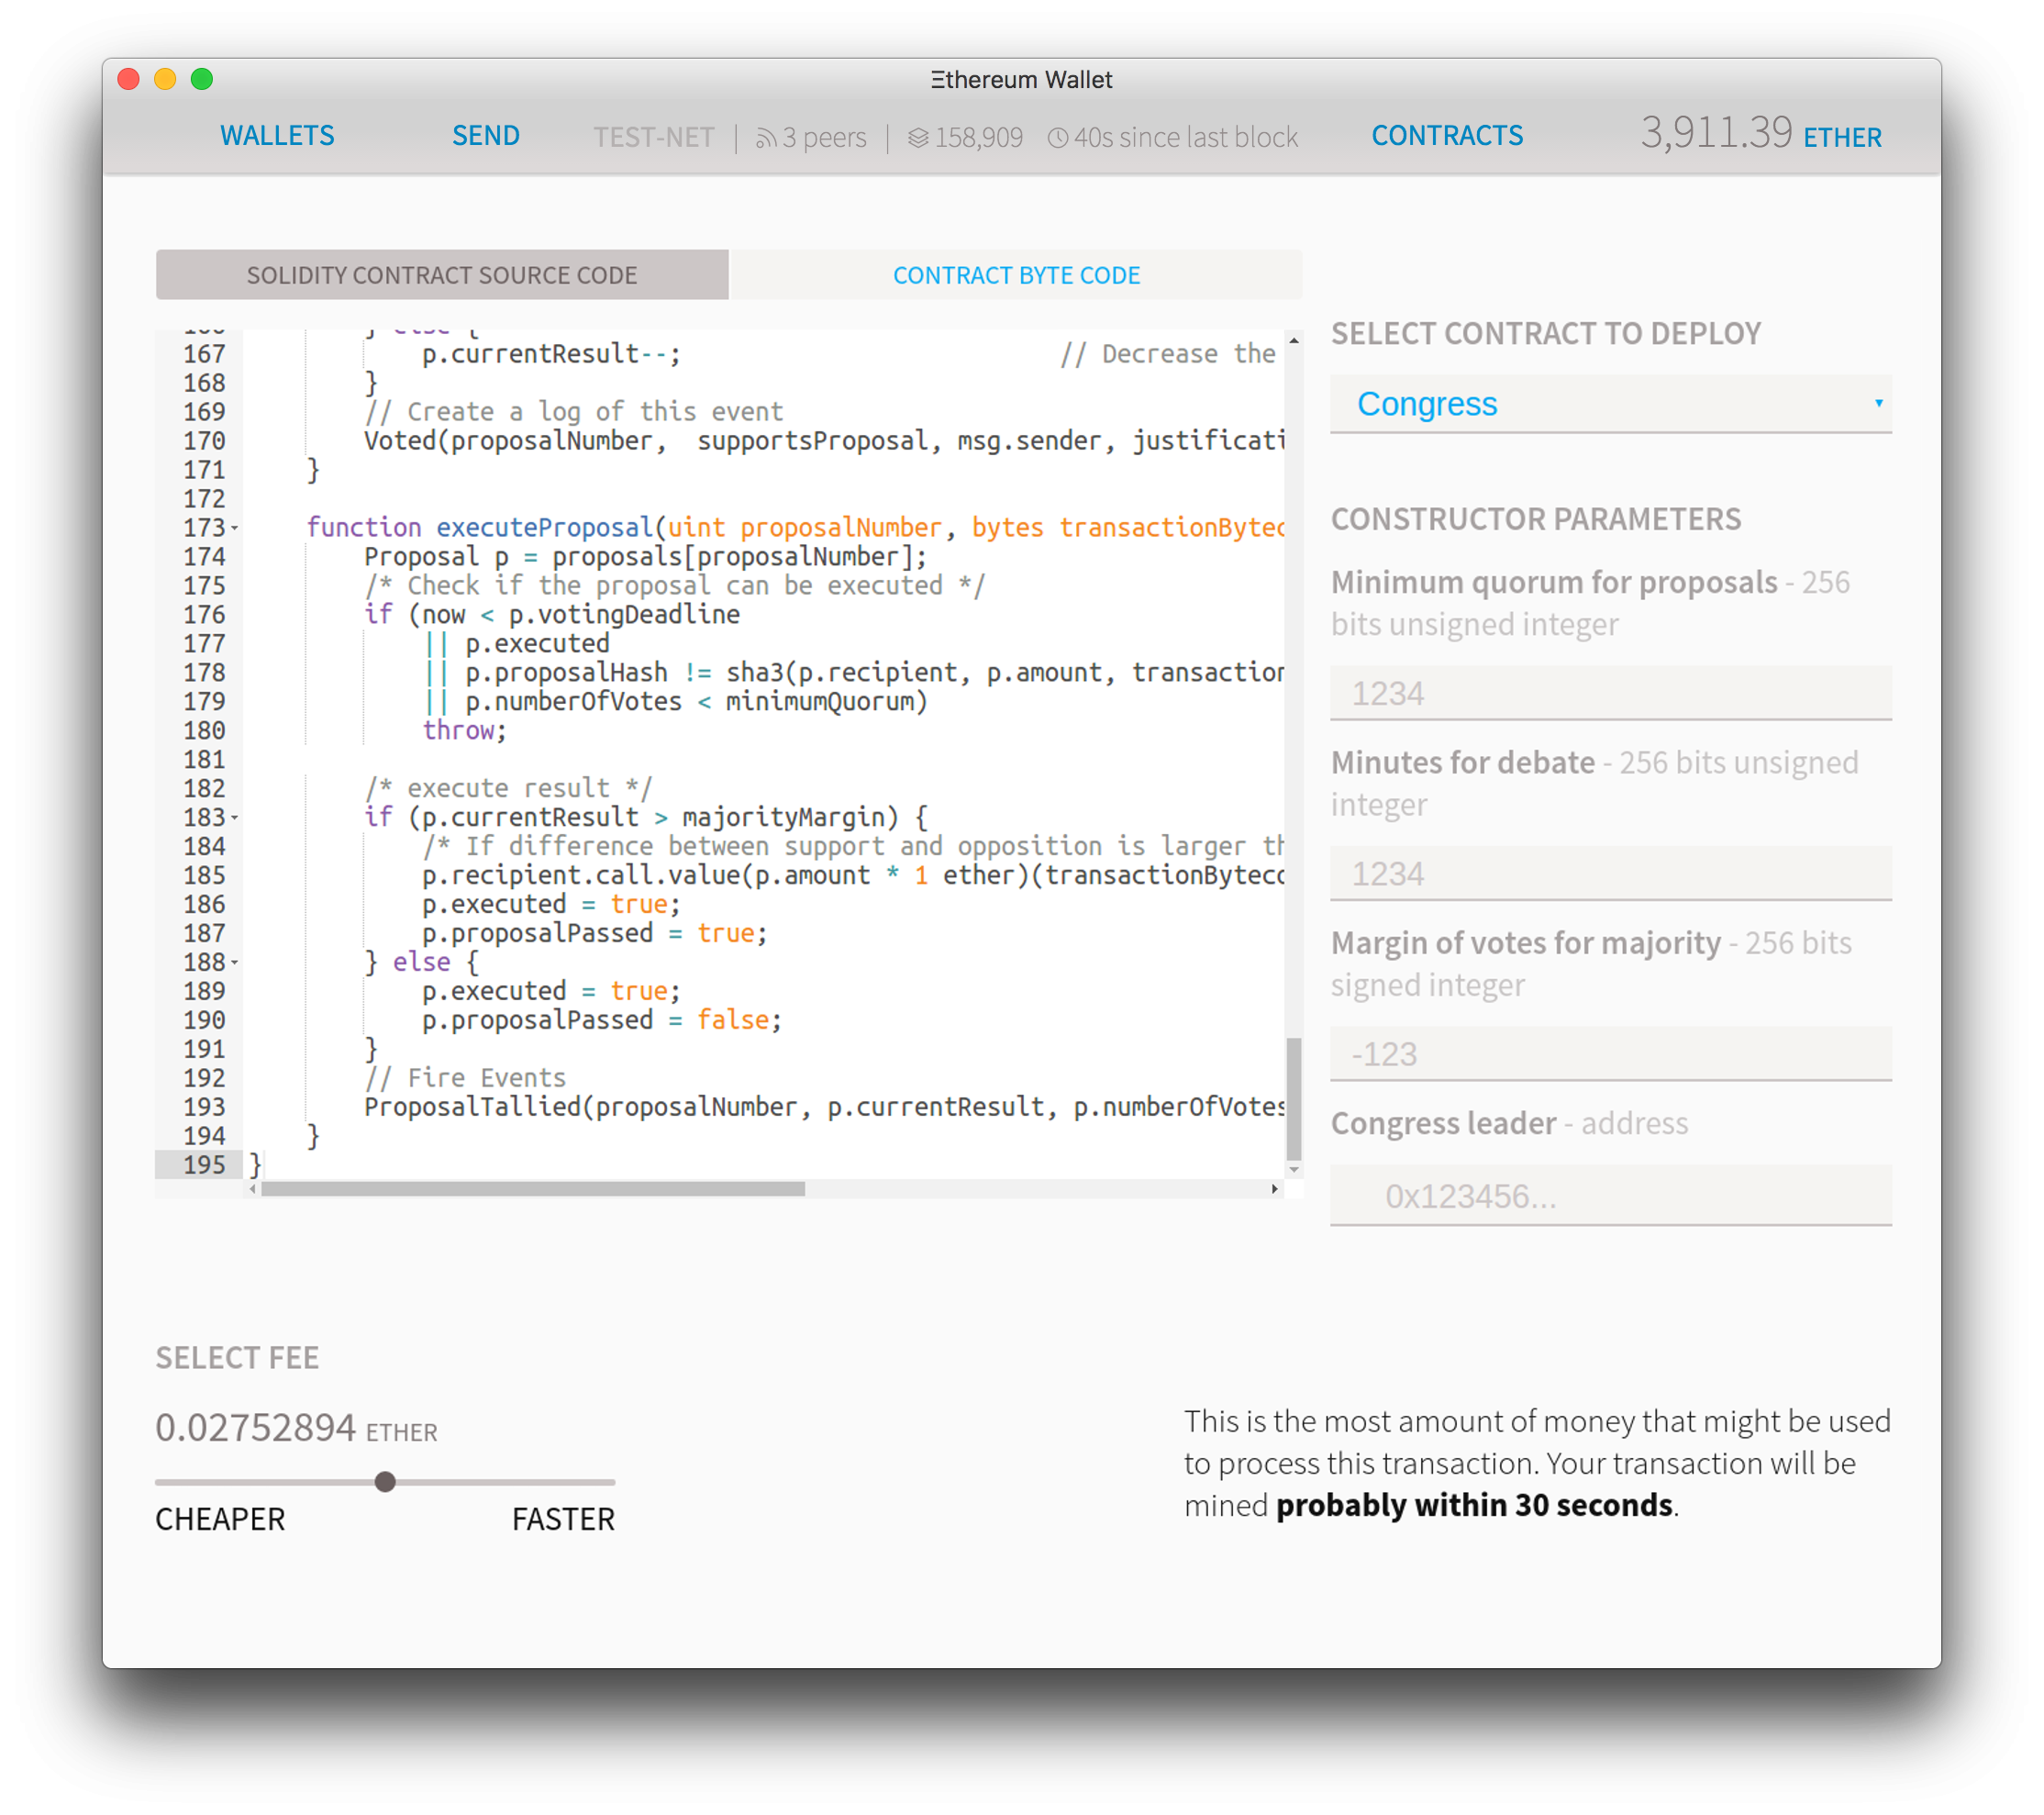 Ξthereum Wallet
WALLETS SEND TEST-NET | 3 peers | 158,909 40s since last block CONTRACTS 3,911.39 ETHER
SOLIDITY CONTRACT SOURCE CODE CONTRACT BYTE CODE
166 } else {
167 p.currentResult--; // Decrease the
168 }
169 // Create a log of this event
170 Voted(proposalNumber,  supportsProposal, msg.sender, justificati
171 }
172
173 function executeProposal(uint proposalNumber, bytes transactionBytec
174 Proposal p = proposals[proposalNumber];
175 /* Check if the proposal can be executed */
176 if (now < p.votingDeadline
177 || p.executed
178 || p.proposalHash != sha3(p.recipient, p.amount, transaction
179 || p.numberOfVotes < minimumQuorum)
180 throw;
181
182 /* execute result */
183 if (p.currentResult > majorityMargin) {
184 /* If difference between support and opposition is larger th
185 p.recipient.call.value(p.amount * 1 ether)(transactionByteco
186 p.executed = true;
187 p.proposalPassed = true;
188 } else {
189 p.executed = true;
190 p.proposalPassed = false;
191 }
192 // Fire Events
193 ProposalTallied(proposalNumber, p.currentResult, p.numberOfVotes
194 }
195 }
SELECT CONTRACT TO DEPLOY
Congress
CONSTRUCTOR PARAMETERS
Minimum quorum for proposals - 256
bits unsigned integer
1234
Minutes for debate - 256 bits unsigned
integer
1234
Margin of votes for majority - 256 bits
signed integer
-123
Congress leader - address
0x123456...
SELECT FEE
0.02752894 ETHER
CHEAPER FASTER
This is the most amount of money that might be used
to process this transaction. Your transaction will be
mined probably within 30 seconds.